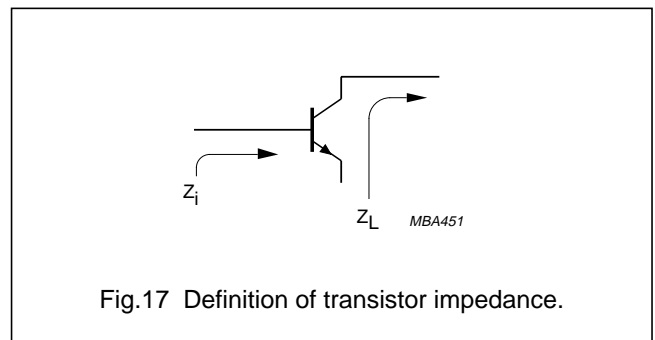 Zi
ZL
MBA451
Fig.17 Definition of transistor impedance.